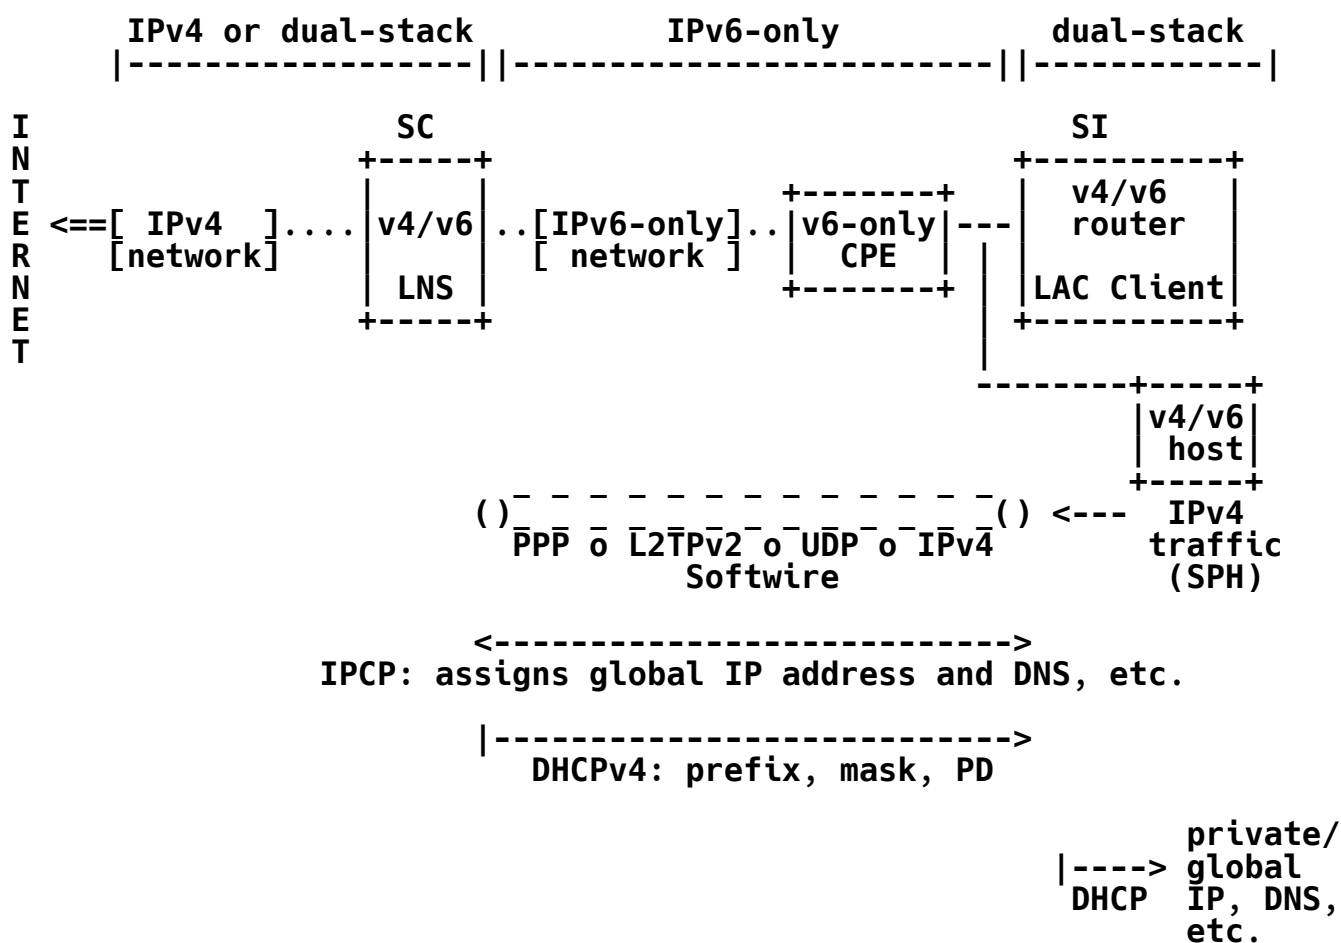 IPv4 or dual-stack          IPv6-only           dual-stack
     |------------------||-------------------------||------------|

I                   SC                                 SI
N                 +-----+                           +----------+
T                 |     |               +-------+   |  v4/v6   |
E <==[ IPv4  ]....|v4/v6|..[IPv6-only]..|v6-only|---|  router  |
R    [network]    |     |  [ network ]  |  CPE  | | |          |
N                 | LNS |               +-------+ | |LAC Client|
E                 +-----+                         | +----------+
T                                                 |
                                                  --------+-----+
                                                          |v4/v6|
                                                          | host|
                                                          +-----+
                        ()_ _ _ _ _ _ _ _ _ _ _ _ _() <---  IPv4
                          PPP o L2TPv2 o UDP o IPv4        traffic
                                   Softwire                 (SPH)

                        <--------------------------->
                IPCP: assigns global IP address and DNS, etc.

                        |--------------------------->
                           DHCPv4: prefix, mask, PD

                                                             private/
                                                      |----> global
                                                       DHCP  IP, DNS,
                                                             etc.